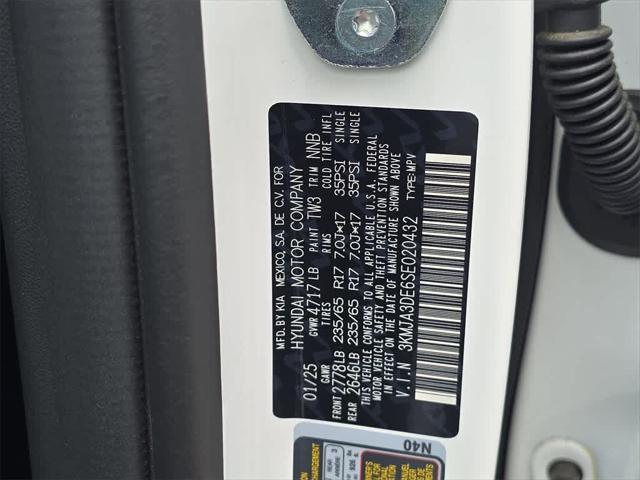 MFD. BY KIA MEXICO, S.A. DE C.V. FOR
HYUNDAI MOTOR COMPANY
01/25 GVWR 4717 LB PAINT TW3 TRIM NNB
GAWR TIRES RIMS COLD TIRE INFL
FRONT 2778LB 235/65 R17 7.0J*17 35PSI SINGLE
REAR 2646LB 235/65 R17 7.0J*17 35PSI SINGLE
THIS VEHICLE CONFORMS TO ALL APPLICABLE U.S.A. FEDERAL
MOTOR VEHICLE SAFETY AND THEFT PREVENTION STANDARDS
IN EFFECT ON THE DATE OF MANUFACTURE SHOWN ABOVE
V.I.N 3KMJA3DE6SE020432 TYPE:MPV
N40
REAR
ARRIERE 3